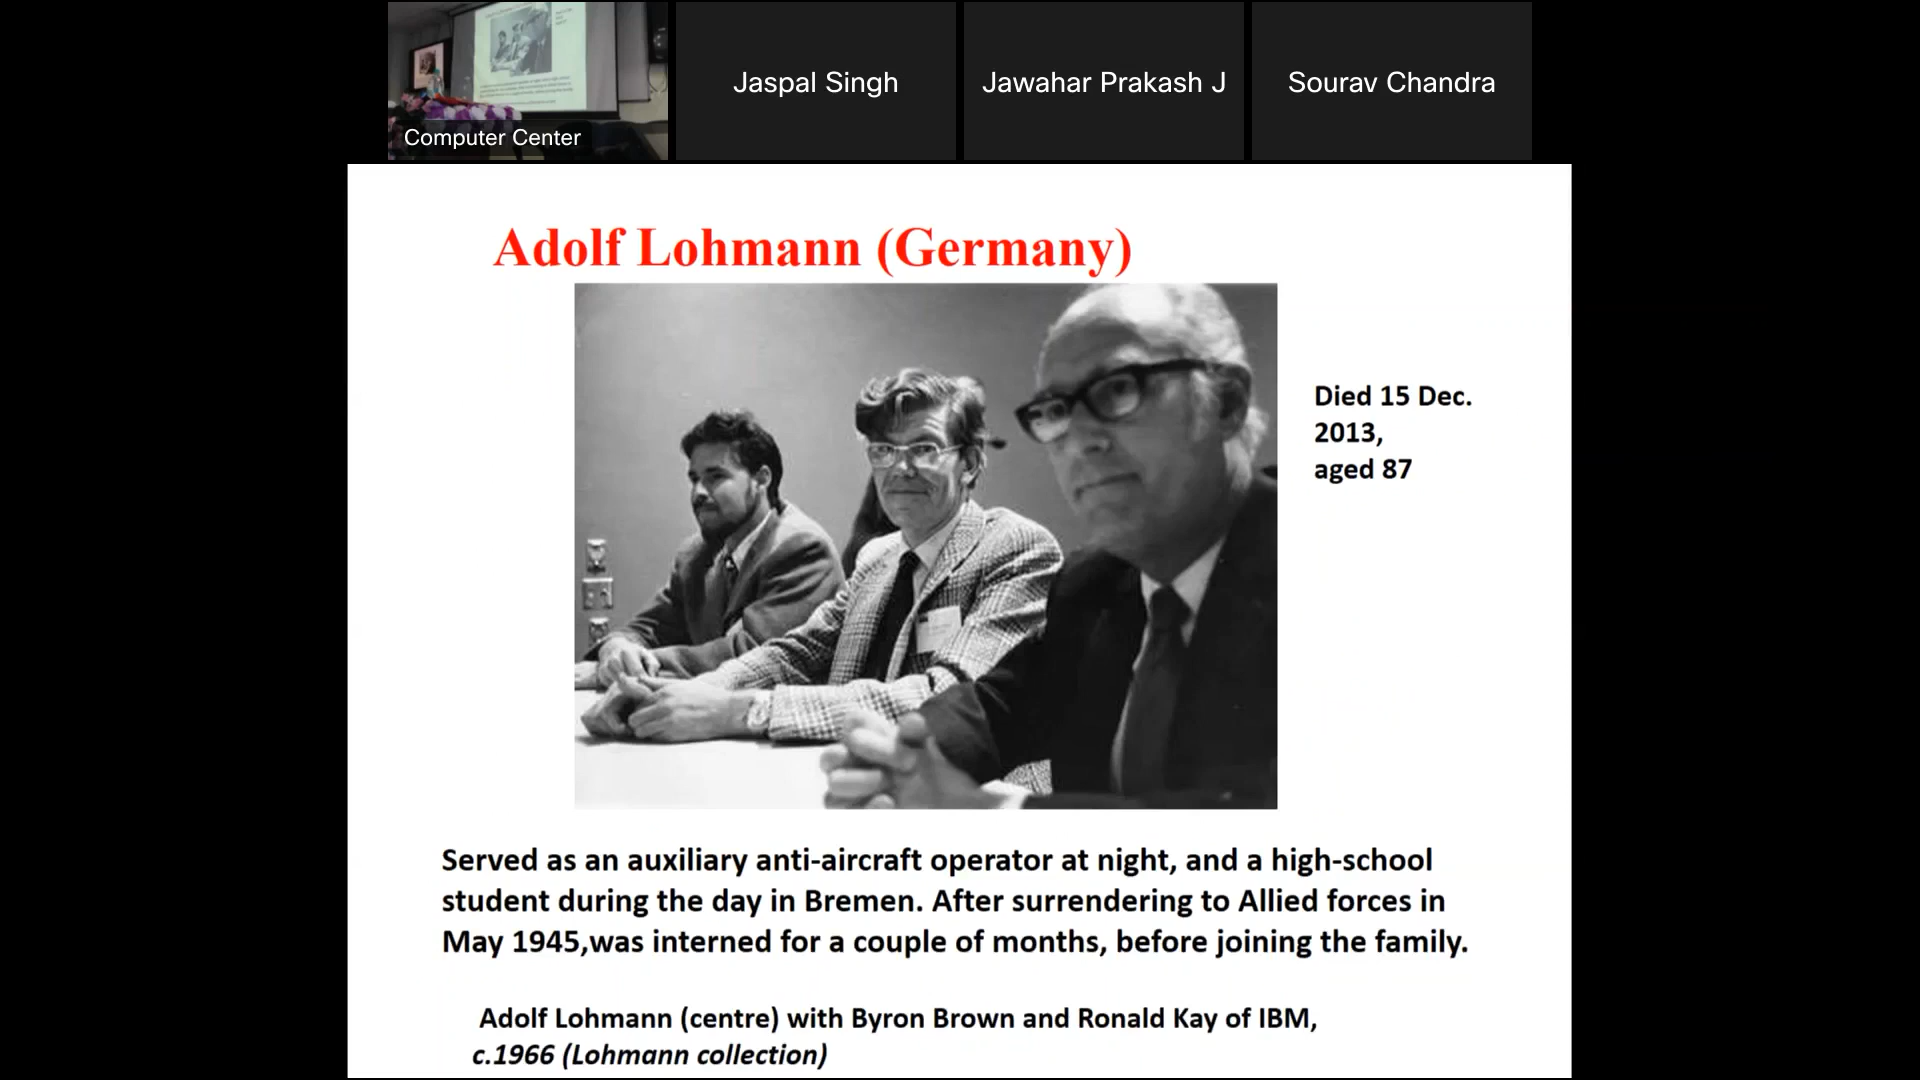 Computer Center
Jaspal Singh
Jawahar Prakash J
Sourav Chandra
Adolf Lohmann (Germany)
Died 15 Dec.
2013,
aged 87
Served as an auxiliary anti-aircraft operator at night, and a high-school
student during the day in Bremen. After surrendering to Allied forces in
May 1945,was interned for a couple of months, before joining the family.
Adolf Lohmann (centre) with Byron Brown and Ronald Kay of IBM,
c.1966 (Lohmann collection)